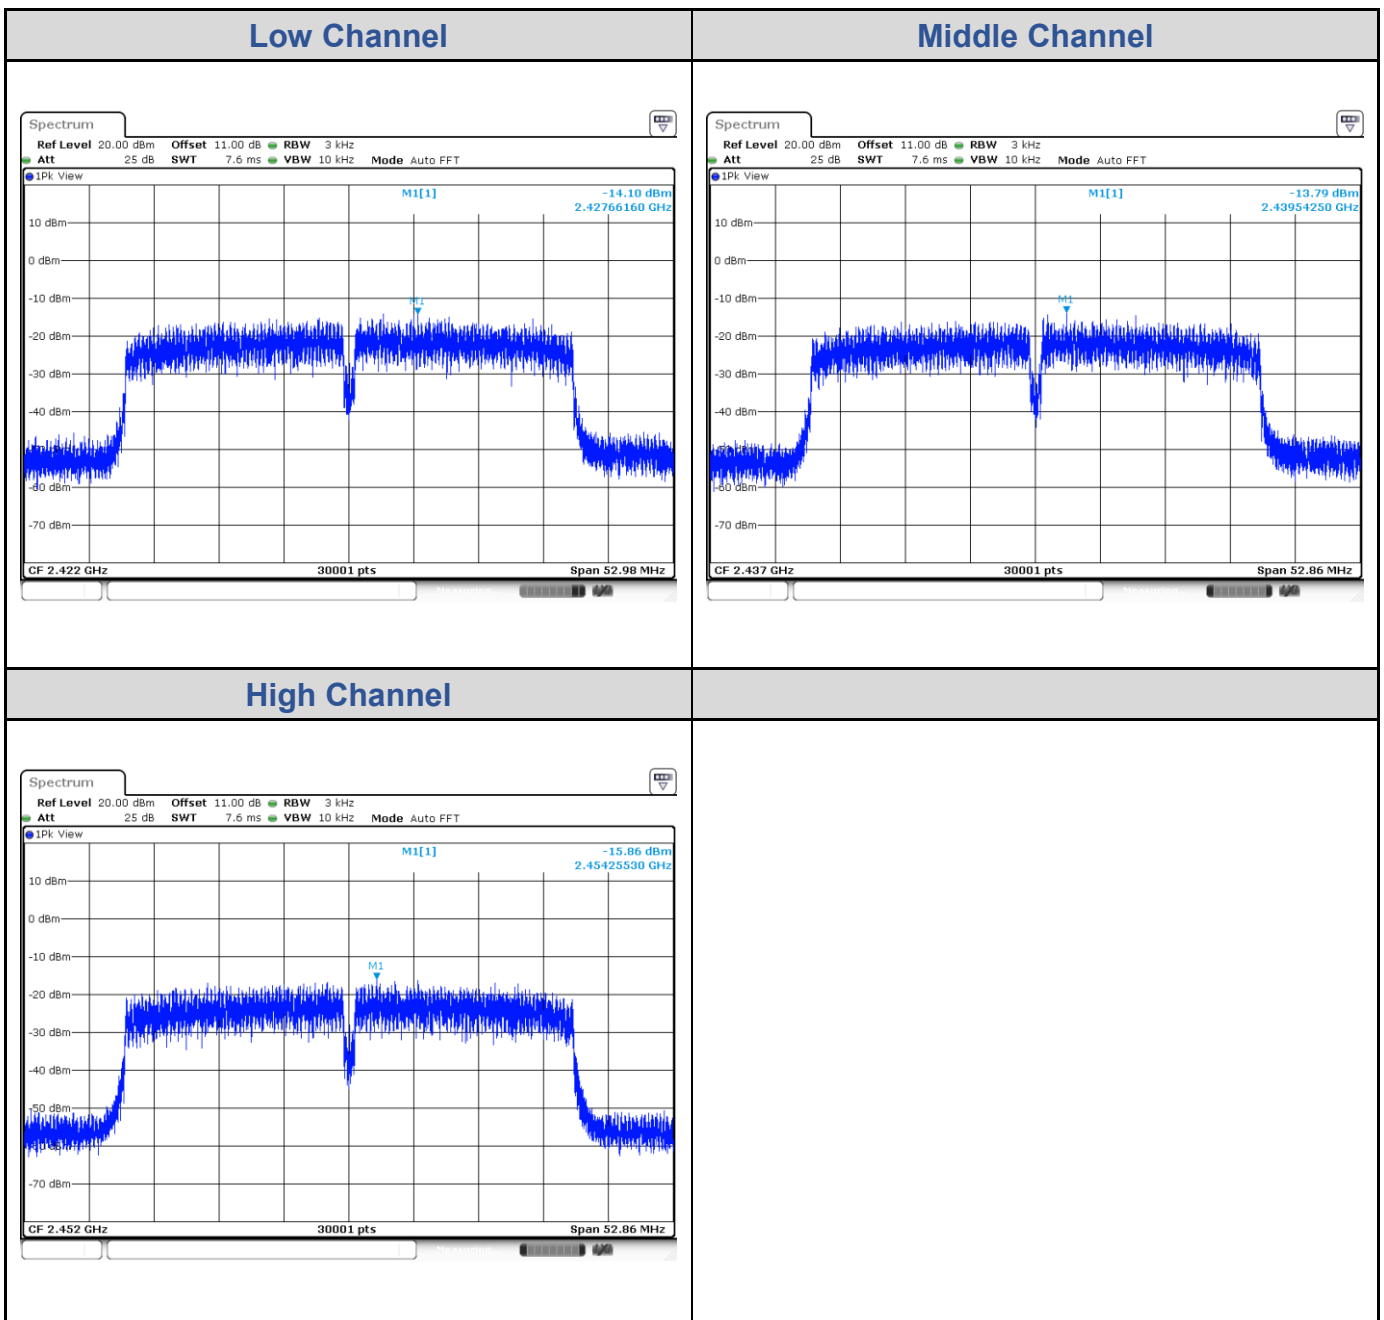 Low Channel
Middle Channel
Spectrum
Ref Level 20.00 dBm Offset 11.00 dB RBW 3 kHz
Att 25 dB SWT 7.6 ms VBW 10 kHz Mode Auto FFT
1Pk View
M1[1] -14.10 dBm
2.42766160 GHz
10 dBm
0 dBm
-10 dBm
M1
-20 dBm
-30 dBm
-40 dBm
-60 dBm
-70 dBm
CF 2.422 GHz 30001 pts Span 52.98 MHz
Spectrum
Ref Level 20.00 dBm Offset 11.00 dB RBW 3 kHz
Att 25 dB SWT 7.6 ms VBW 10 kHz Mode Auto FFT
1Pk View
M1[1] -13.79 dBm
2.43954250 GHz
10 dBm
0 dBm
-10 dBm
M1
-20 dBm
-30 dBm
-40 dBm
-60 dBm
-70 dBm
CF 2.437 GHz 30001 pts Span 52.86 MHz
High Channel
Spectrum
Ref Level 20.00 dBm Offset 11.00 dB RBW 3 kHz
Att 25 dB SWT 7.6 ms VBW 10 kHz Mode Auto FFT
1Pk View
M1[1] -15.86 dBm
2.45425530 GHz
10 dBm
0 dBm
-10 dBm
M1
-20 dBm
-30 dBm
-40 dBm
-50 dBm
-70 dBm
CF 2.452 GHz 30001 pts Span 52.86 MHz